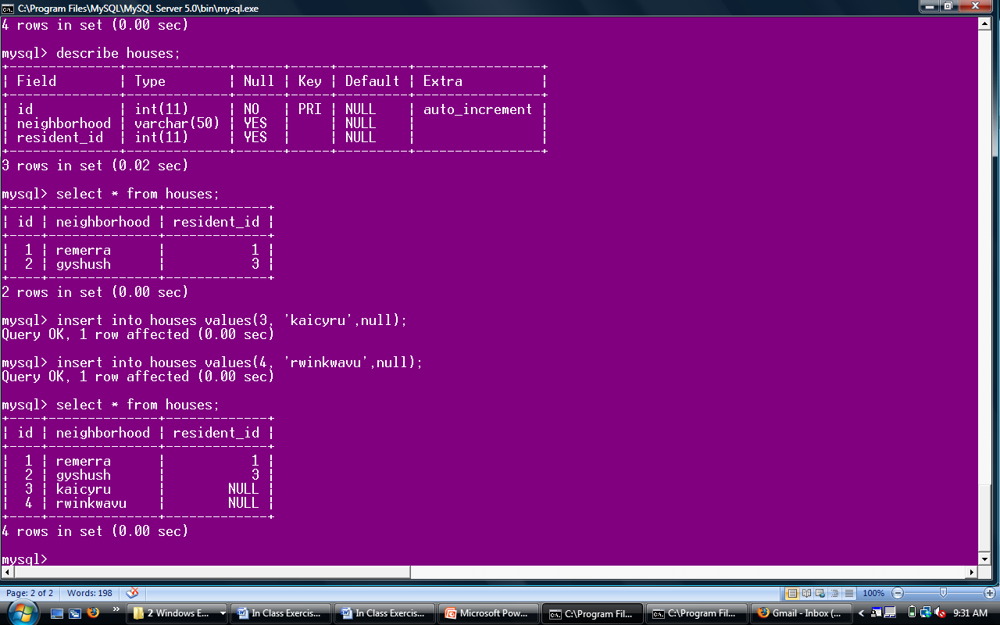 C:\Program Files\MySQL\MySQL Server 5.0\bin\mysql.exe
4 rows in set (0.00 sec)
mysql> describe houses;
+--------------+-------------+------+-----+---------+----------------+
| Field        | Type        | Null | Key | Default | Extra          |
+--------------+-------------+------+-----+---------+----------------+
| id           | int(11)     | NO   | PRI | NULL    | auto_increment |
| neighborhood | varchar(50) | YES  |     | NULL    |                |
| resident_id  | int(11)     | YES  |     | NULL    |                |
+--------------+-------------+------+-----+---------+----------------+
3 rows in set (0.02 sec)
mysql> select * from houses;
+----+--------------+-------------+
| id | neighborhood | resident_id |
+----+--------------+-------------+
|  1 | remerra      |           1 |
|  2 | gyshush      |           3 |
+----+--------------+-------------+
2 rows in set (0.00 sec)
mysql> insert into houses values(3, 'kaicyru',null);
Query OK, 1 row affected (0.00 sec)
mysql> insert into houses values(4, 'rwinkwavu',null);
Query OK, 1 row affected (0.00 sec)
mysql> select * from houses;
+----+--------------+-------------+
| id | neighborhood | resident_id |
+----+--------------+-------------+
|  1 | remerra      |           1 |
|  2 | gyshush      |           3 |
|  3 | kaicyru      |        NULL |
|  4 | rwinkwavu    |        NULL |
+----+--------------+-------------+
4 rows in set (0.00 sec)
mysql>
Page: 2 of 2 Words: 198 100%
2 Windows E... In Class Exercis... In Class Exercis... Microsoft Pow... C:\Program Fil... C:\Program Fil... Gmail - Inbox (... 9:31 AM